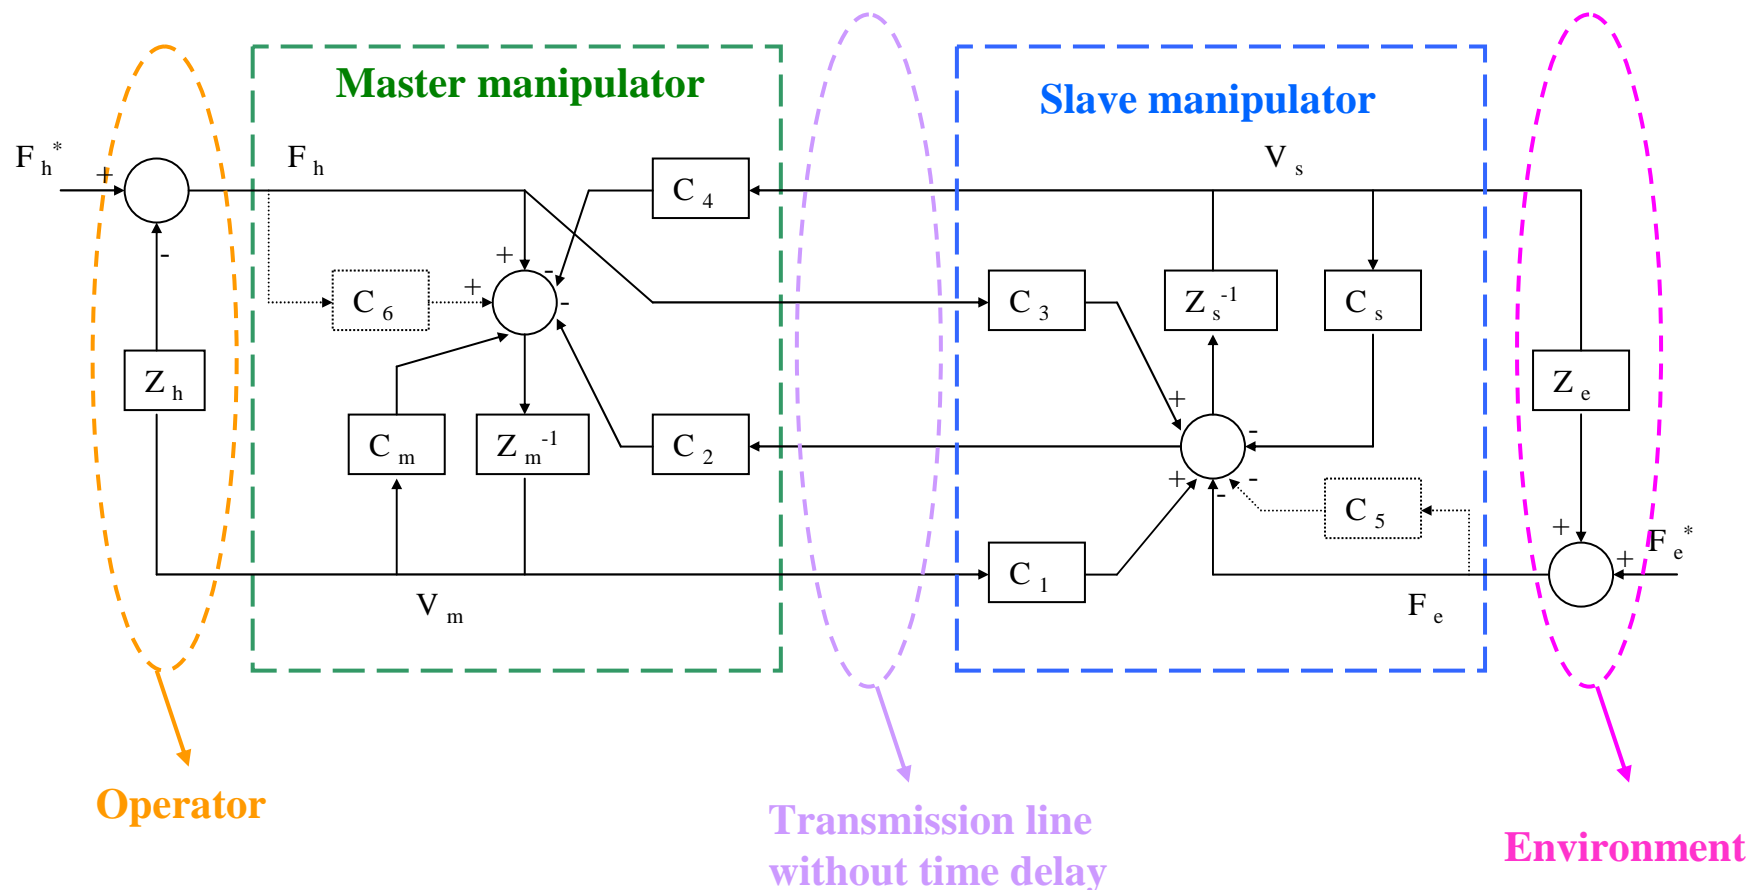 Master manipulator
Slave manipulator
F h *
+
F h
C 4
V s
-
+
-
-
C 6
+
C 3
Z s -1
C s
Z h
Z e
+
C m
Z m -1
C 2
-
+
-
-
C 5
+
F e *
+
C 1
V m
F e
Operator
Transmission line
without time delay
Environment